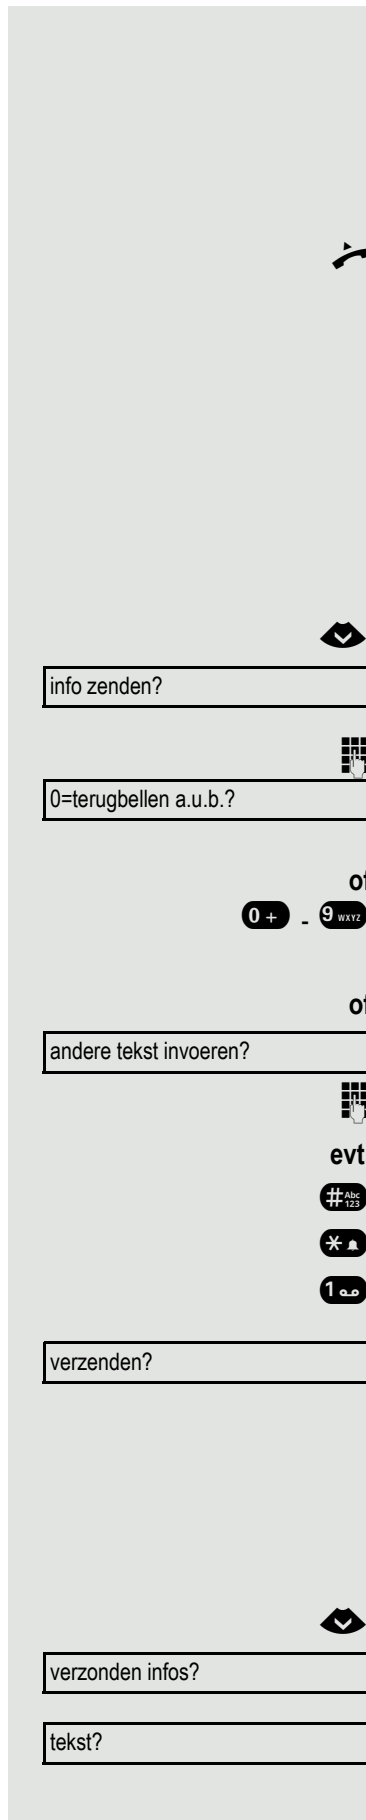 info zenden?
0=terugbellen a.u.b.?
of
0 + - 9 WXYZ
of
andere tekst invoeren?
evt
# Abc 123
*
1
verzenden?
verzonden infos?
tekst?